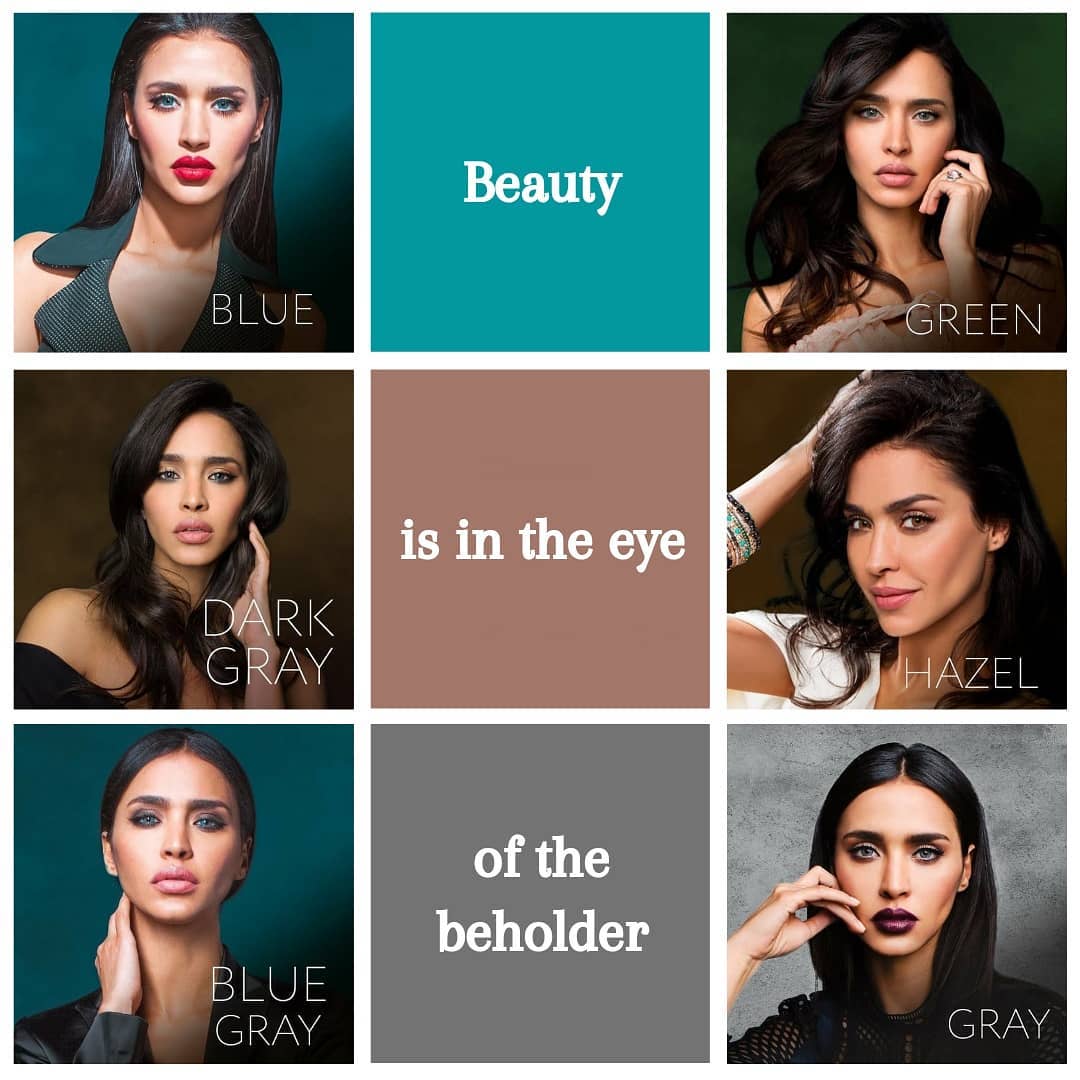 BLUE
Beauty
GREEN
DARK
GRAY
is in the eye
HAZEL
BLUE
GRAY
of the
beholder
GRAY